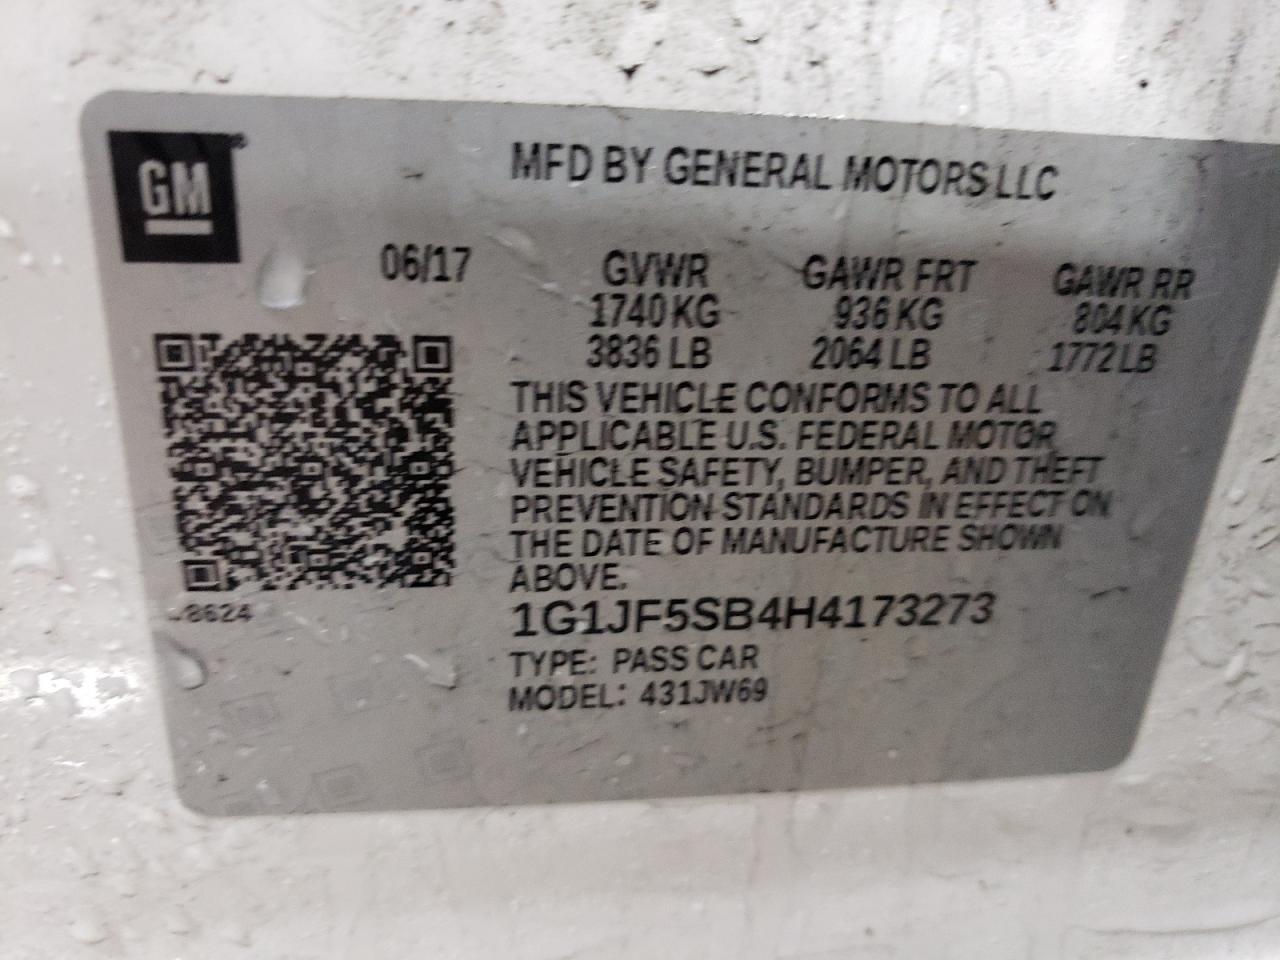 GM
MFD BY GENERAL MOTORS LLC
06/17 GVWR GAWR FRT GAWR RR
1740 KG 936 KG 804 KG
3836 LB 2064 LB 1772 LB
THIS VEHICLE CONFORMS TO ALL
APPLICABLE U.S. FEDERAL MOTOR
VEHICLE SAFETY, BUMPER, AND THEFT
PREVENTION STANDARDS IN EFFECT ON
THE DATE OF MANUFACTURE SHOWN
ABOVE.
8624
1G1JF5SB4H4173273
TYPE: PASS CAR
MODEL: 431JW69